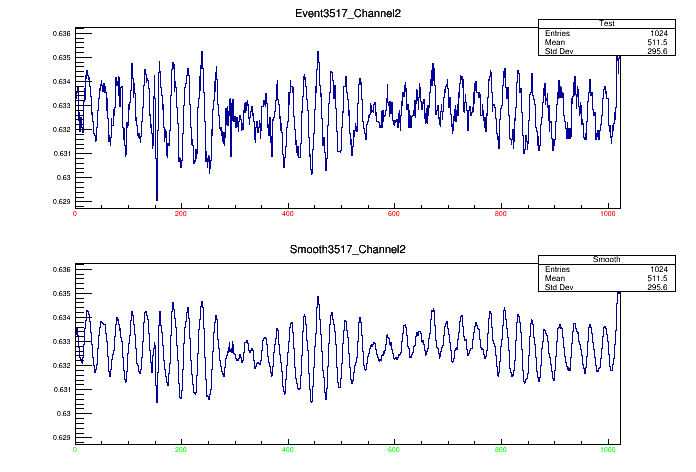 Event3517_Channel2
Test
Entries 1024
Mean 511.5
Std Dev 295.6
0.636
0.635
0.634
0.633
0.632
0.631
0.63
0.629
0 200 400 600 800 1000
Smooth3517_Channel2
Smooth
Entries 1024
Mean 511.5
Std Dev 295.6
0.636
0.635
0.634
0.633
0.632
0.631
0.63
0.629
0 200 400 600 800 1000